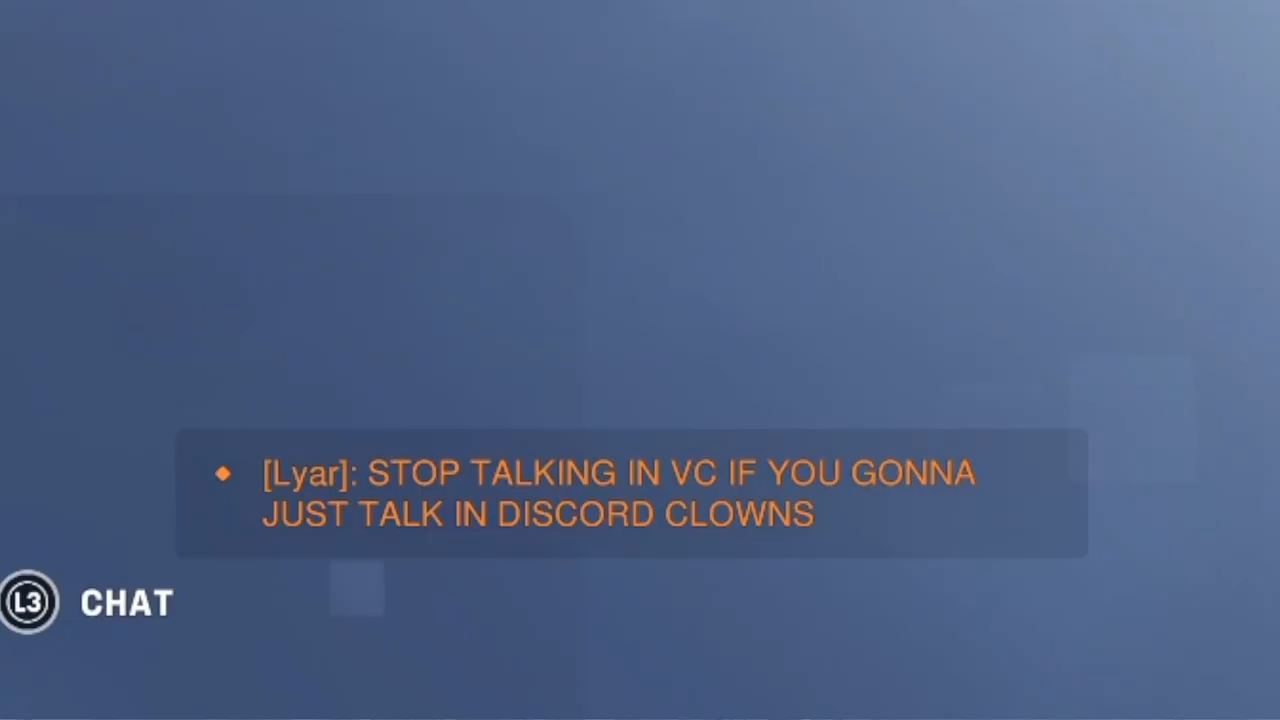 [Lyar]: STOP TALKING IN VC IF YOU GONNA
JUST TALK IN DISCORD CLOWNS
L3 CHAT